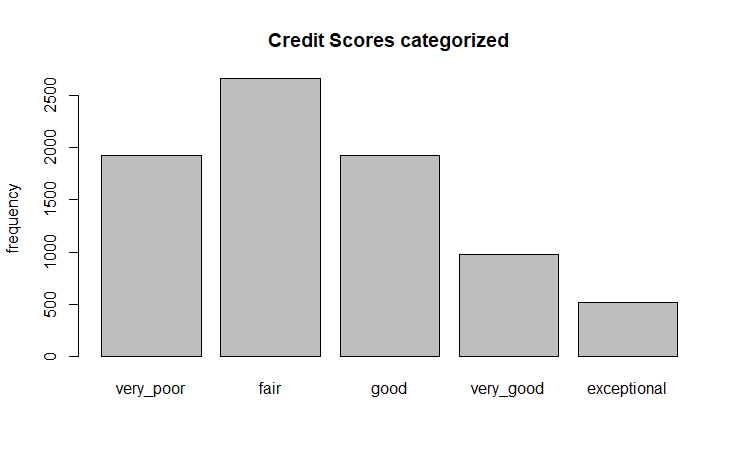 Credit Scores categorized
frequency
2500
2000
1500
1000
500
0
very_poor fair good very_good exceptional